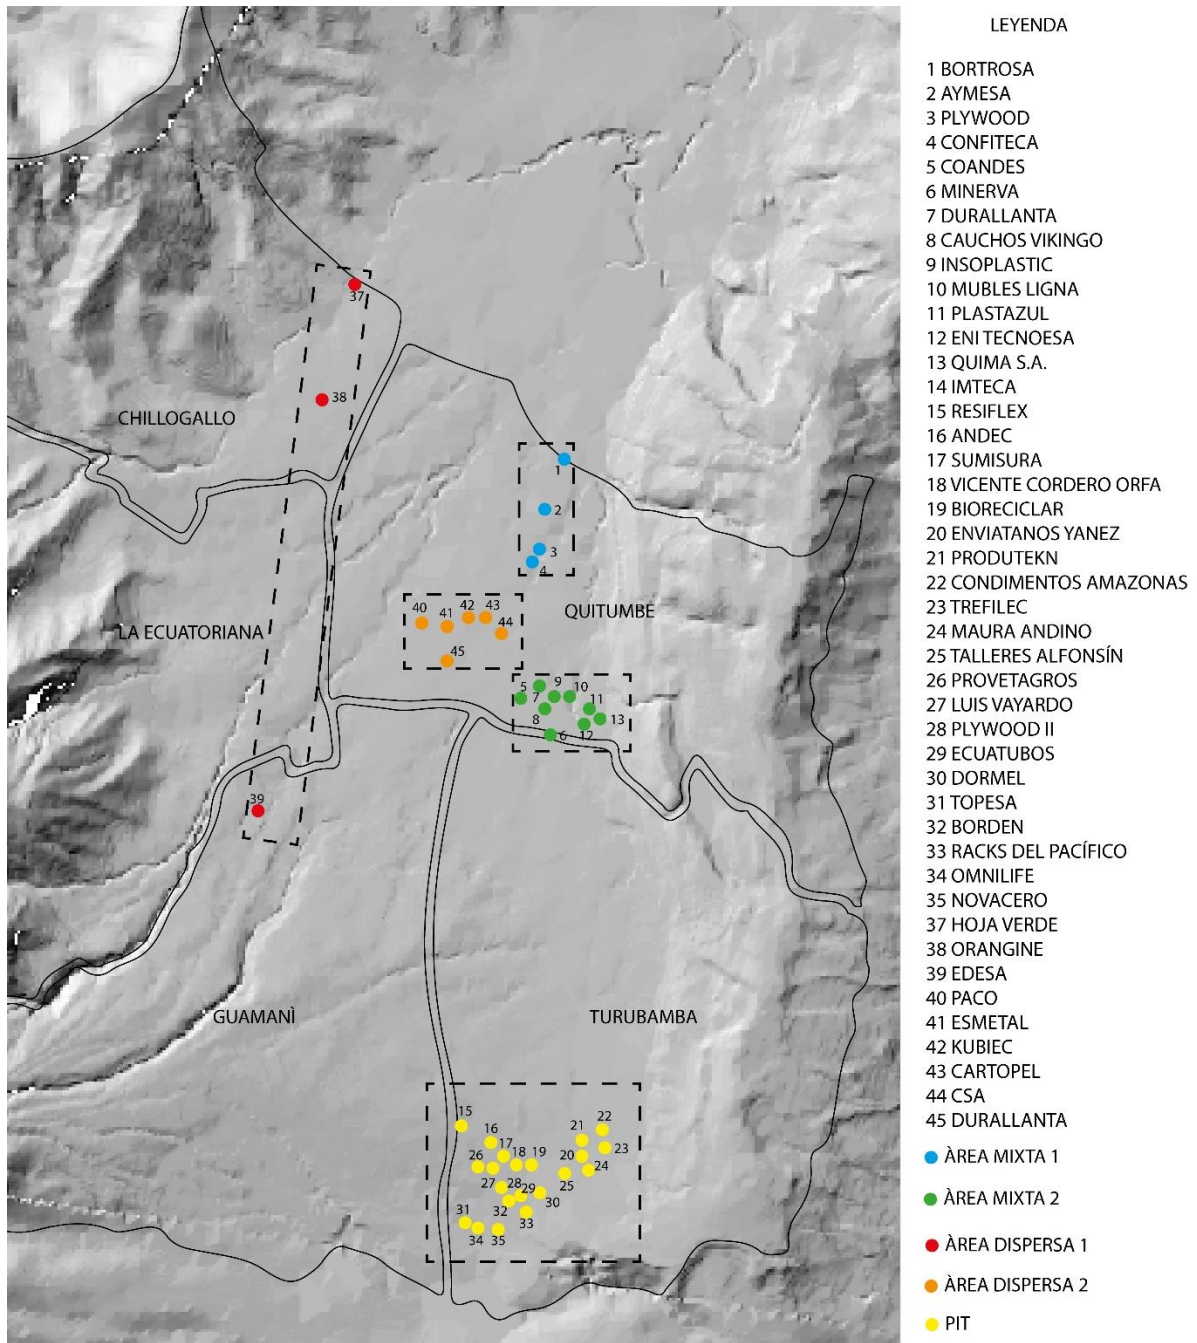 LEYENDA
1 BORTROSA
2 AYMESA
3 PLYWOOD
4 CONFITECA
5 COANDES
6 MINERVA
7 DURALLANTA
8 CAUCHOS VIKINGO
9 INSOPLASTIC
10 MUBLES LIGNA
11 PLASTAZUL
12 ENI TECNOESA
13 QUIMA S.A.
14 IMTECA
15 RESIFLEX
16 ANDEC
17 SUMISURA
18 VICENTE CORDERO ORFA
19 BIORECICLAR
20 ENVIATANOS YANEZ
21 PRODUTEKN
22 CONDIMENTOS AMAZONAS
23 TREFILEC
24 MAURA ANDINO
25 TALLERES ALFONSÍN
26 PROVETAGROS
27 LUIS VAYARDO
28 PLYWOOD II
29 ECUATUBOS
30 DORMEL
31 TOPESA
32 BORDEN
33 RACKS DEL PACÍFICO
34 OMNILIFE
35 NOVACERO
37 HOJA VERDE
38 ORANGINE
39 EDESA
40 PACO
41 ESMETAL
42 KUBIEC
43 CARTOPEL
44 CSA
45 DURALLANTA
ÀREA MIXTA 1
ÀREA MIXTA 2
ÀREA DISPERSA 1
ÀREA DISPERSA 2
PIT
37
38
CHILLOGALLO
1
2
3
4
QUITUMBE
LA ECUATORIANA
40
41
42
43
44
45
5
7
9
10
11
13
8
6
12
39
GUAMANÌ
TURUBAMBA
15
16
17
18
19
26
27
28
29
30
32
33
31
34
35
20
21
22
23
24
25